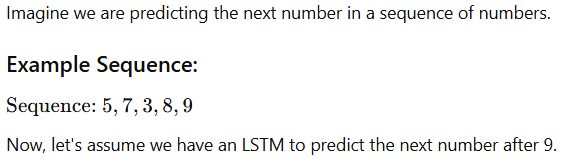 Imagine we are predicting the next number in a sequence of numbers.
Example Sequence:
Sequence: 5, 7, 3, 8, 9
Now, let's assume we have an LSTM to predict the next number after 9.